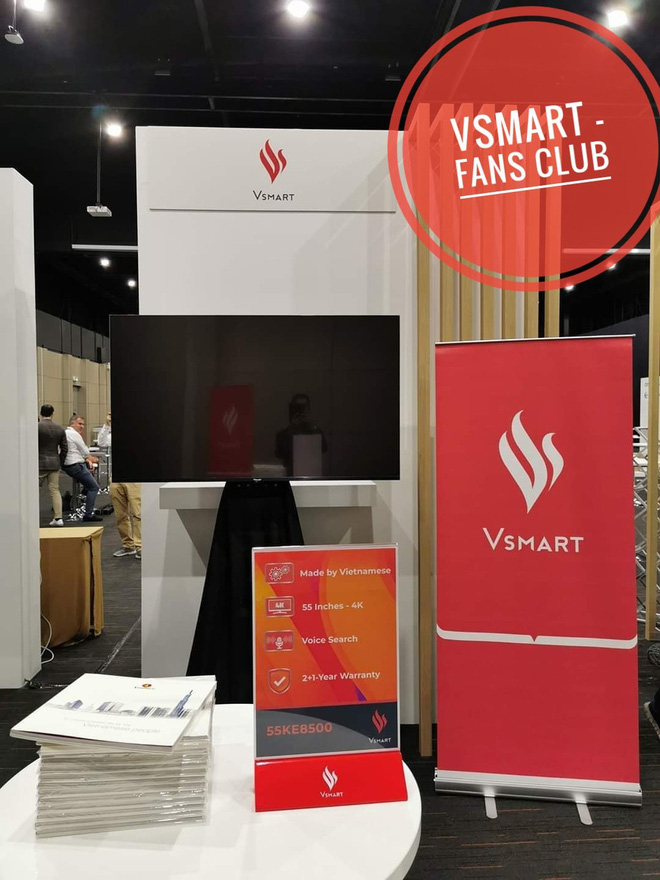 VSMART -
FANS CLUB
VSMART
VSMART
Made by Vietnamese
4K
55 Inches - 4K
Voice Search
2+1-Year Warranty
55KE8500
VSMART
VSMART